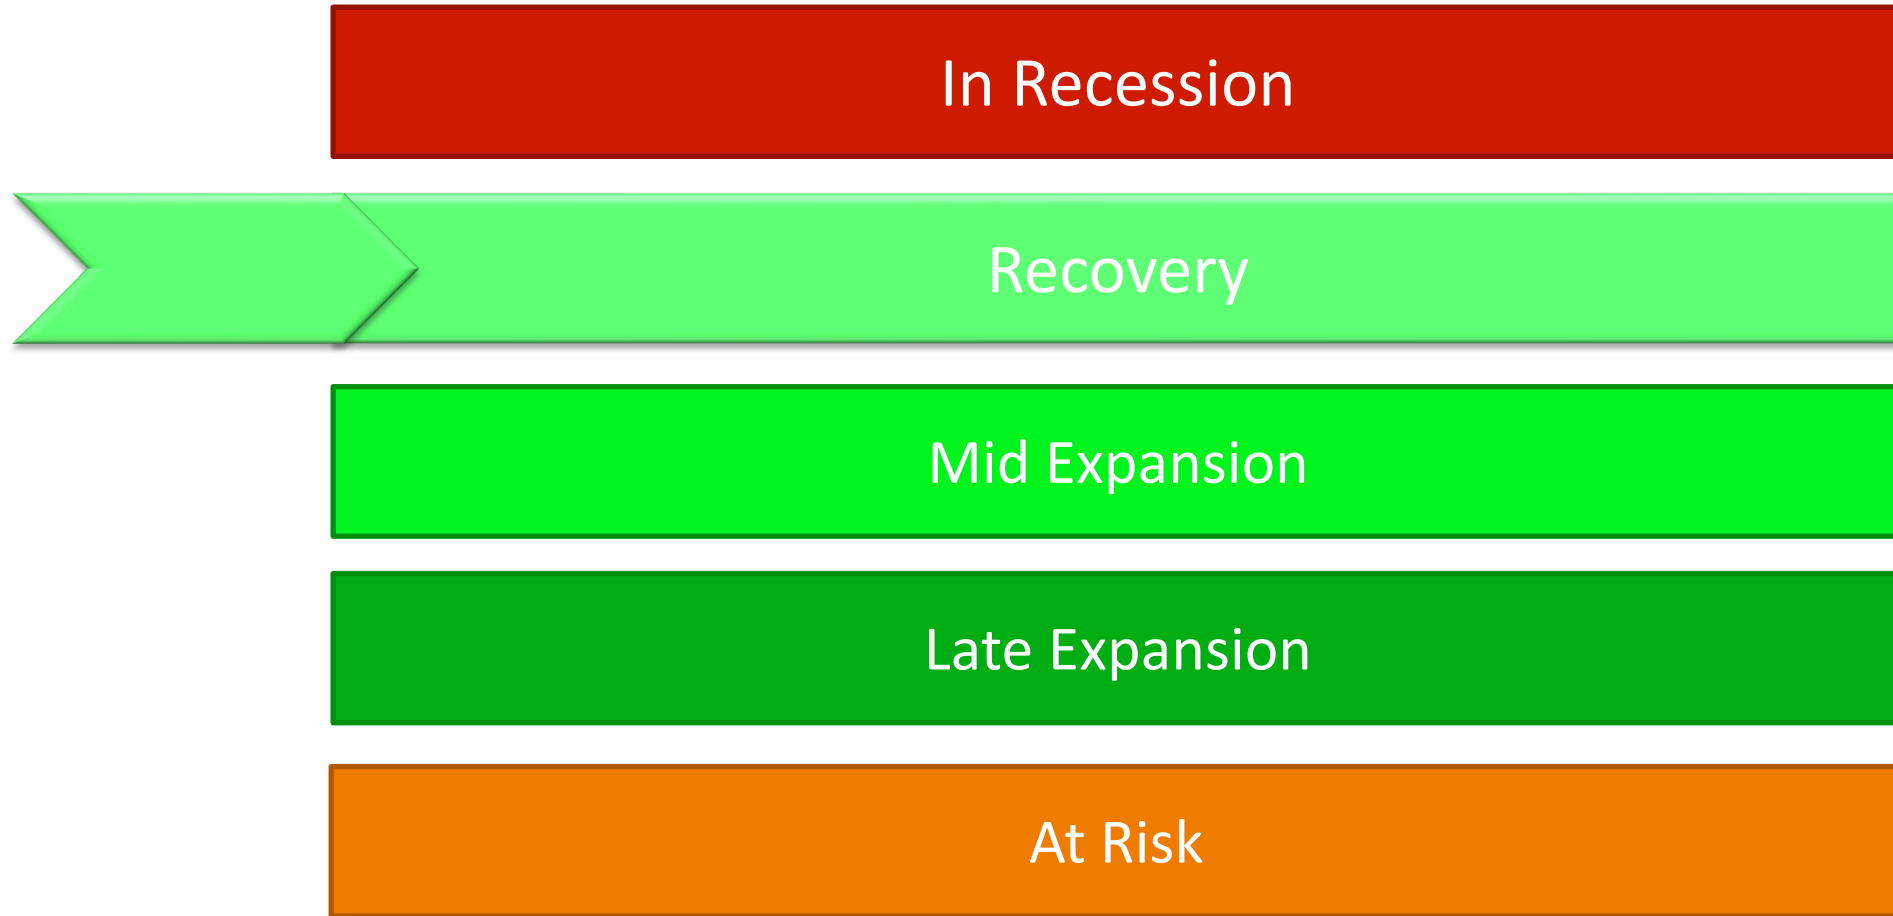 In Recession
Recovery
Mid Expansion
Late Expansion
At Risk